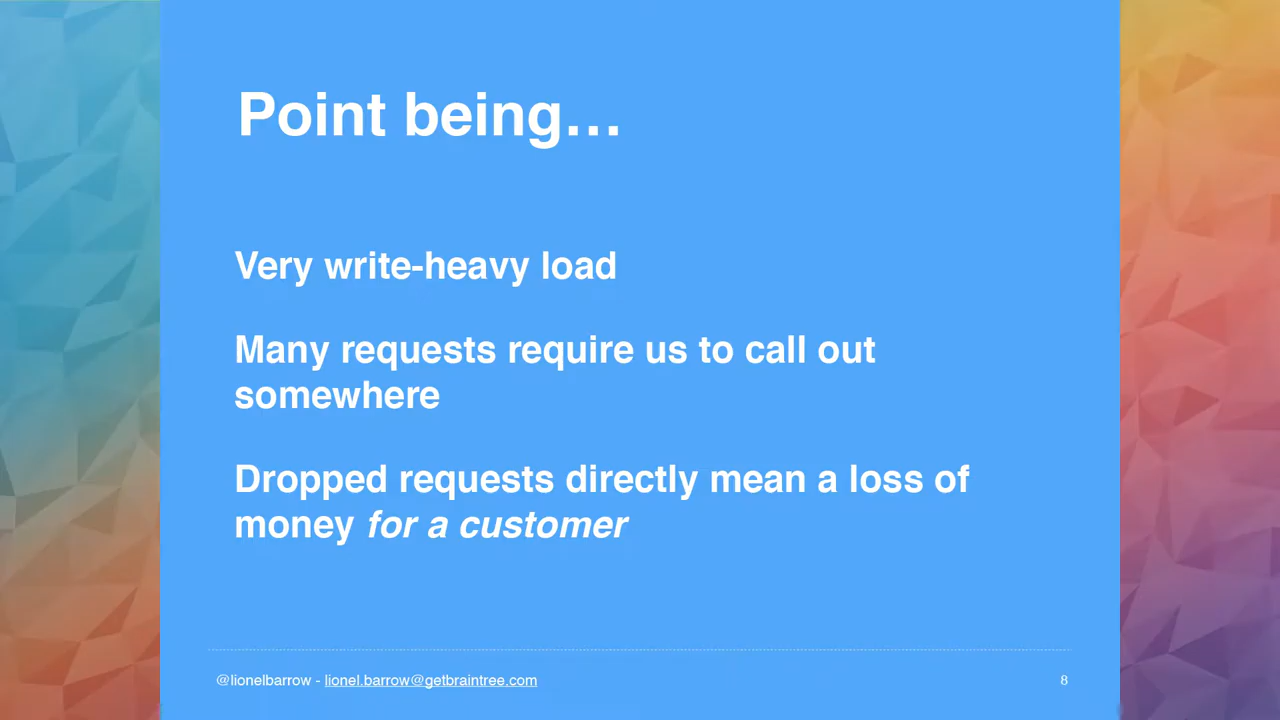 Point being…
Very write-heavy load
Many requests require us to call out
somewhere
Dropped requests directly mean a loss of
money for a customer
@lionelbarrow - lionel.barrow@getbraintree.com
8